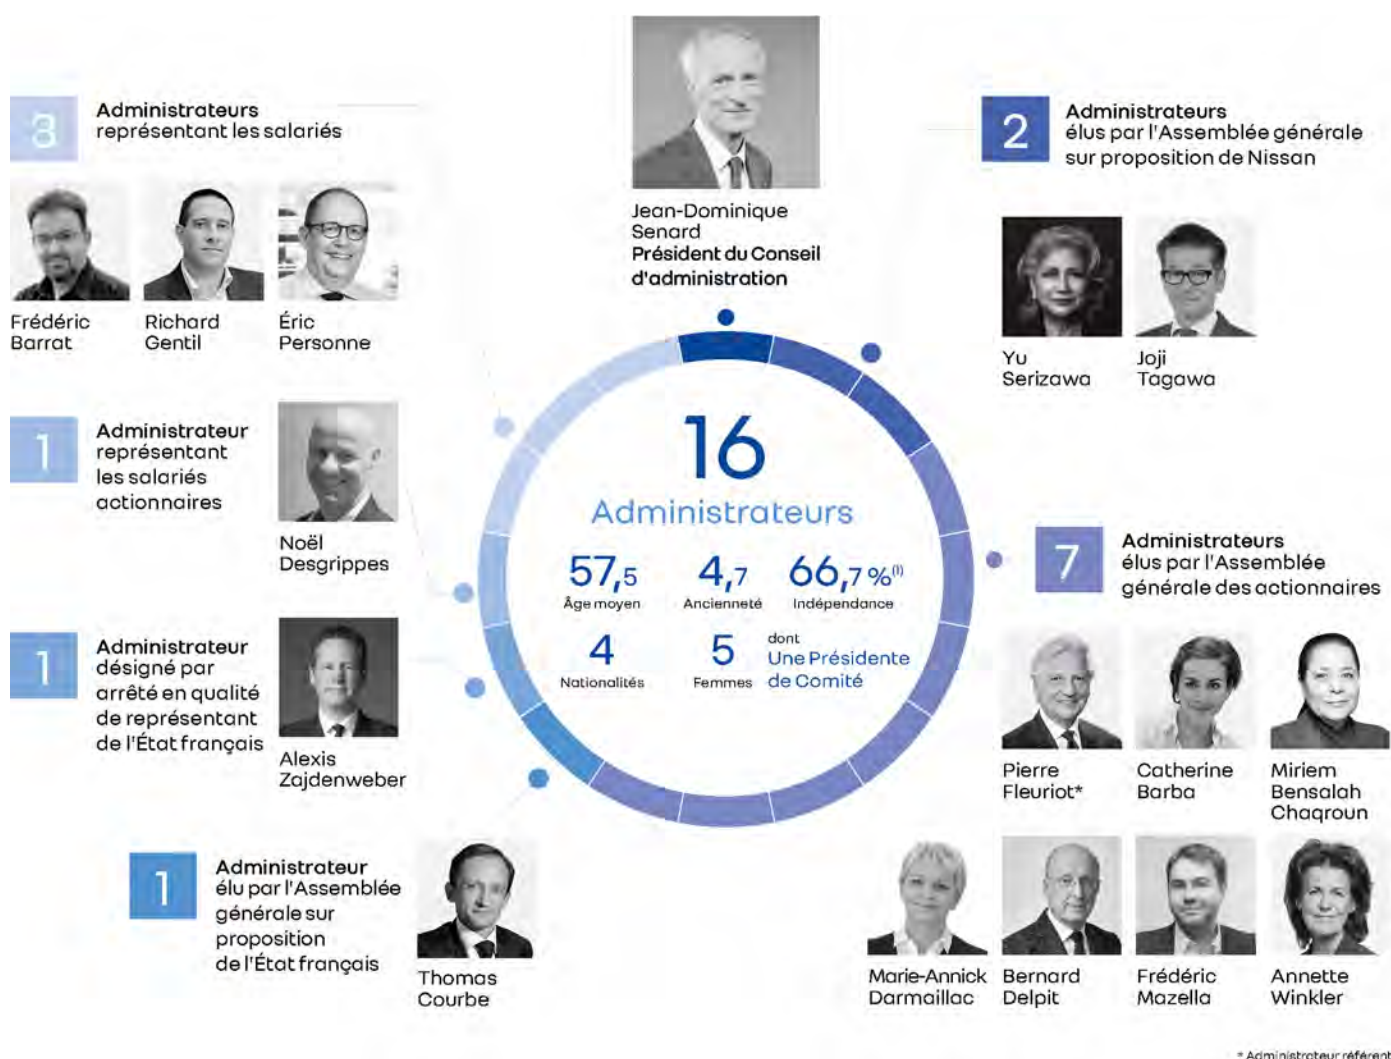 Jean-Dominique
Senard
Président du Conseil
d'administration
3
Administrateurs
représentant les salariés
Frédéric
Barrat
Richard
Gentil
Éric
Personne
1
Administrateur
représentant
les salariés
actionnaires
Noël
Desgrippes
1
Administrateur
désigné par
arrêté en qualité
de représentant
de l'État français
Alexis
Zajdenweber
1
Administrateur
élu par l'Assemblée
générale sur
proposition
de l'État français
Thomas
Courbe
16
Administrateurs
57,5
Âge moyen
4,7
Ancienneté
66,7 %(1)
Indépendance
4
Nationalités
5
Femmes
dont
Une Présidente
de Comité
2
Administrateurs
élus par l'Assemblée générale
sur proposition de Nissan
Yu
Serizawa
Joji
Tagawa
7
Administrateurs
élus par l'Assemblée
générale des actionnaires
Pierre
Fleuriot*
Catherine
Barba
Miriem
Bensalah
Chaqroun
Marie-Annick
Darmaillac
Bernard
Delpit
Frédéric
Mazella
Annette
Winkler
* Administrateur référent